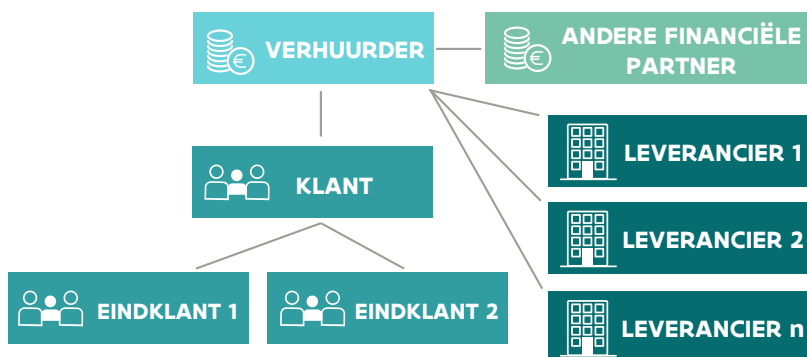 VERHUURDER
ANDERE FINANCIËLE
PARTNER
LEVERANCIER 1
KLANT
LEVERANCIER 2
EINDKLANT 1
EINDKLANT 2
LEVERANCIER n